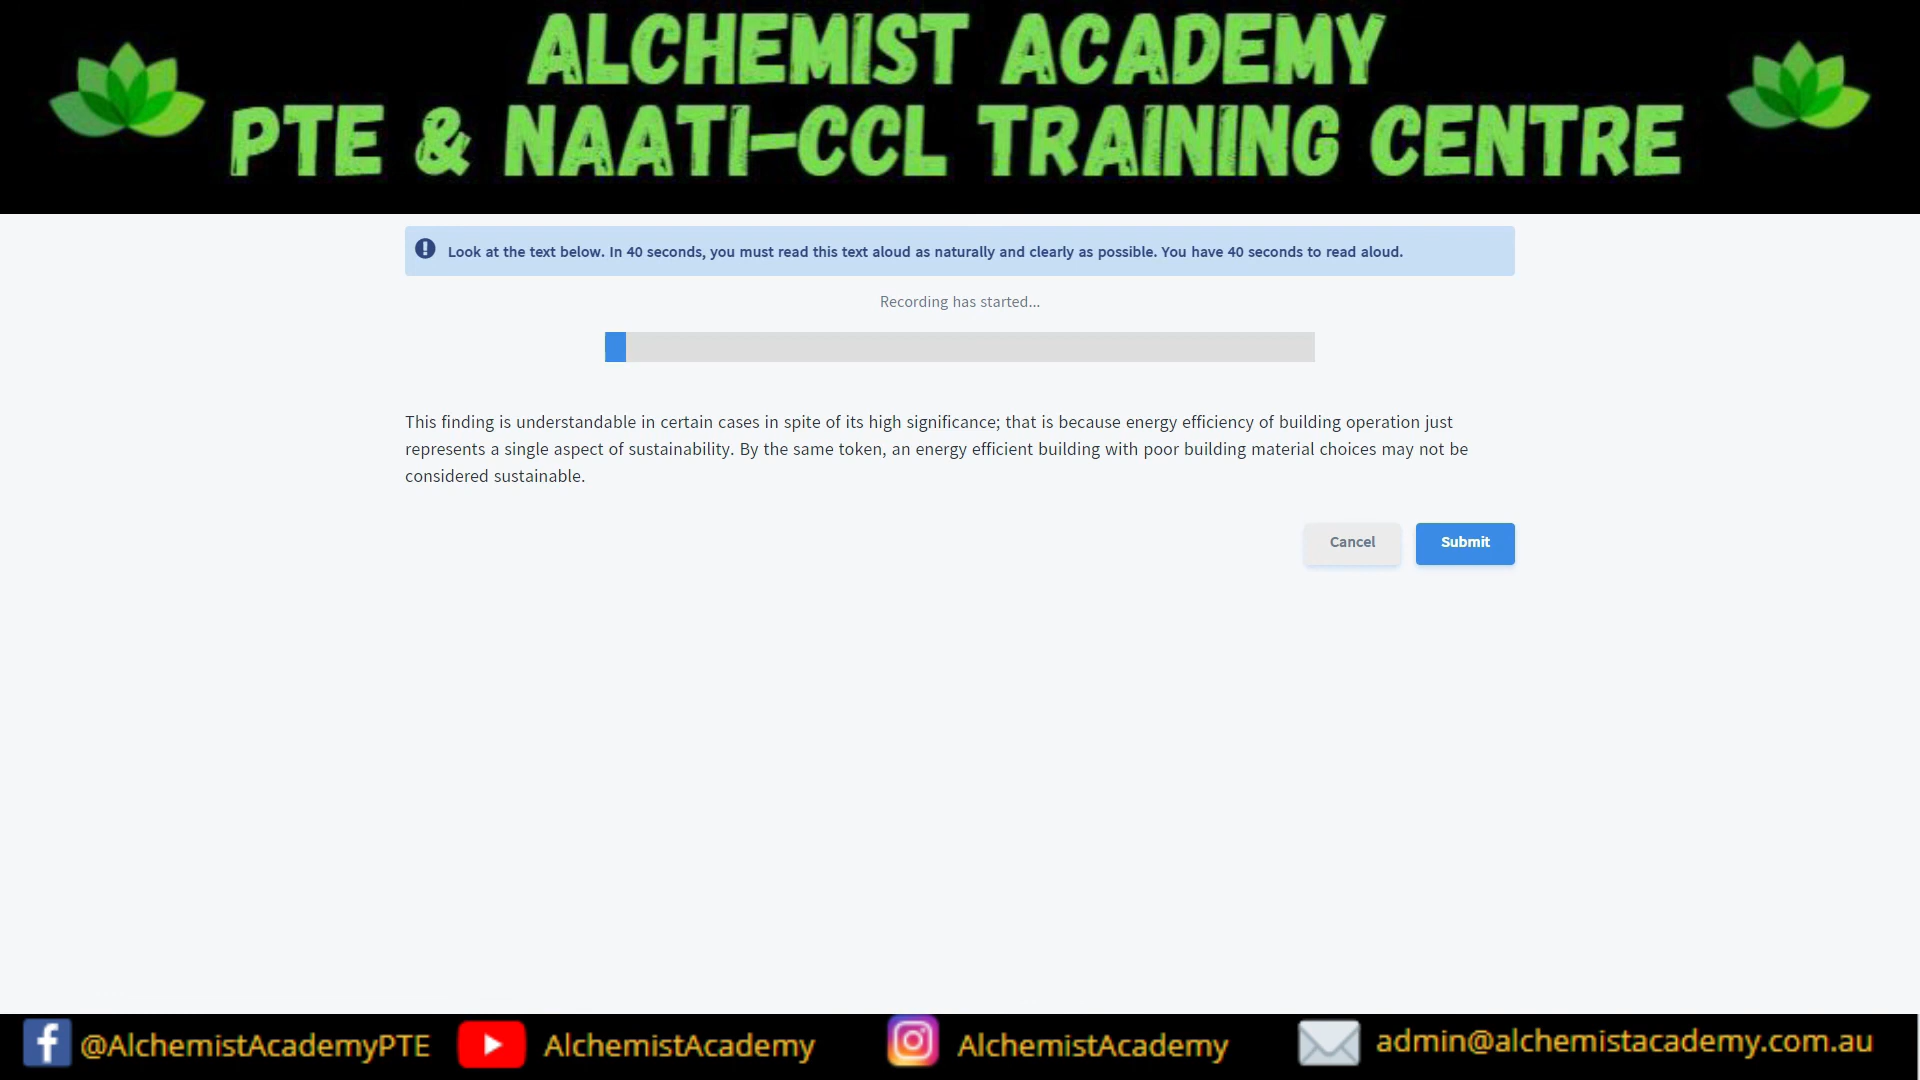 ALCHEMIST ACADEMY
PTE & NAATI-CCL TRAINING CENTRE
Look at the text below. In 40 seconds, you must read this text aloud as naturally and clearly as possible. You have 40 seconds to read aloud.
Recording has started...
This finding is understandable in certain cases in spite of its high significance; that is because energy efficiency of building operation just
represents a single aspect of sustainability. By the same token, an energy efficient building with poor building material choices may not be
considered sustainable.
Cancel Submit
@AlchemistAcademyPTE AlchemistAcademy AlchemistAcademy admin@alchemistacademy.com.au